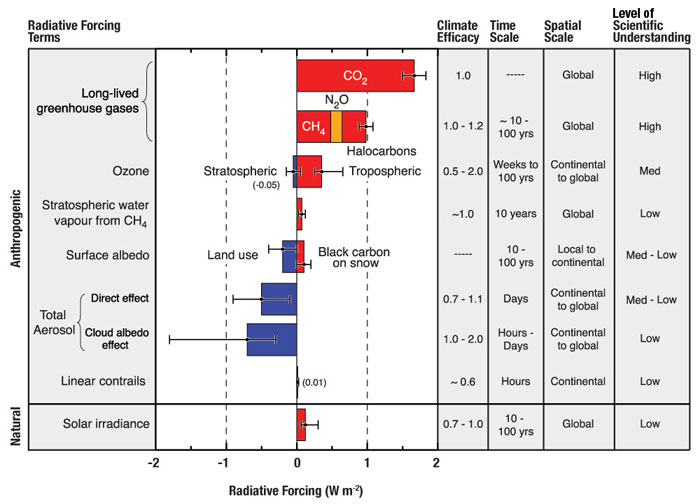 Radiative Forcing
Terms
Climate
Efficacy
Time
Scale
Spatial
Scale
Level of
Scientific
Understanding
Anthropogenic
Long-lived
greenhouse gases
CO2
1.0
-----
Global
High
N2O
CH4
Halocarbons
1.0 - 1.2
~ 10 -
100 yrs
Global
High
Ozone
Stratospheric
(-0.05)
Tropospheric
0.5 - 2.0
Weeks to
100 yrs
Continental
to global
Med
Stratospheric water
vapour from CH4
~1.0
10 years
Global
Low
Surface albedo
Land use
Black carbon
on snow
-----
10 -
100 yrs
Local to
continental
Med - Low
Total
Aerosol
Direct effect
0.7 - 1.1
Days
Continental
to global
Med - Low
Cloud albedo
effect
1.0 - 2.0
Hours -
Days
Continental
to global
Low
Linear contrails
(0.01)
~ 0.6
Hours
Continental
Low
Natural
Solar irradiance
0.7 - 1.0
10 -
100 yrs
Global
Low
-2 -1 0 1 2
Radiative Forcing (W m-2)